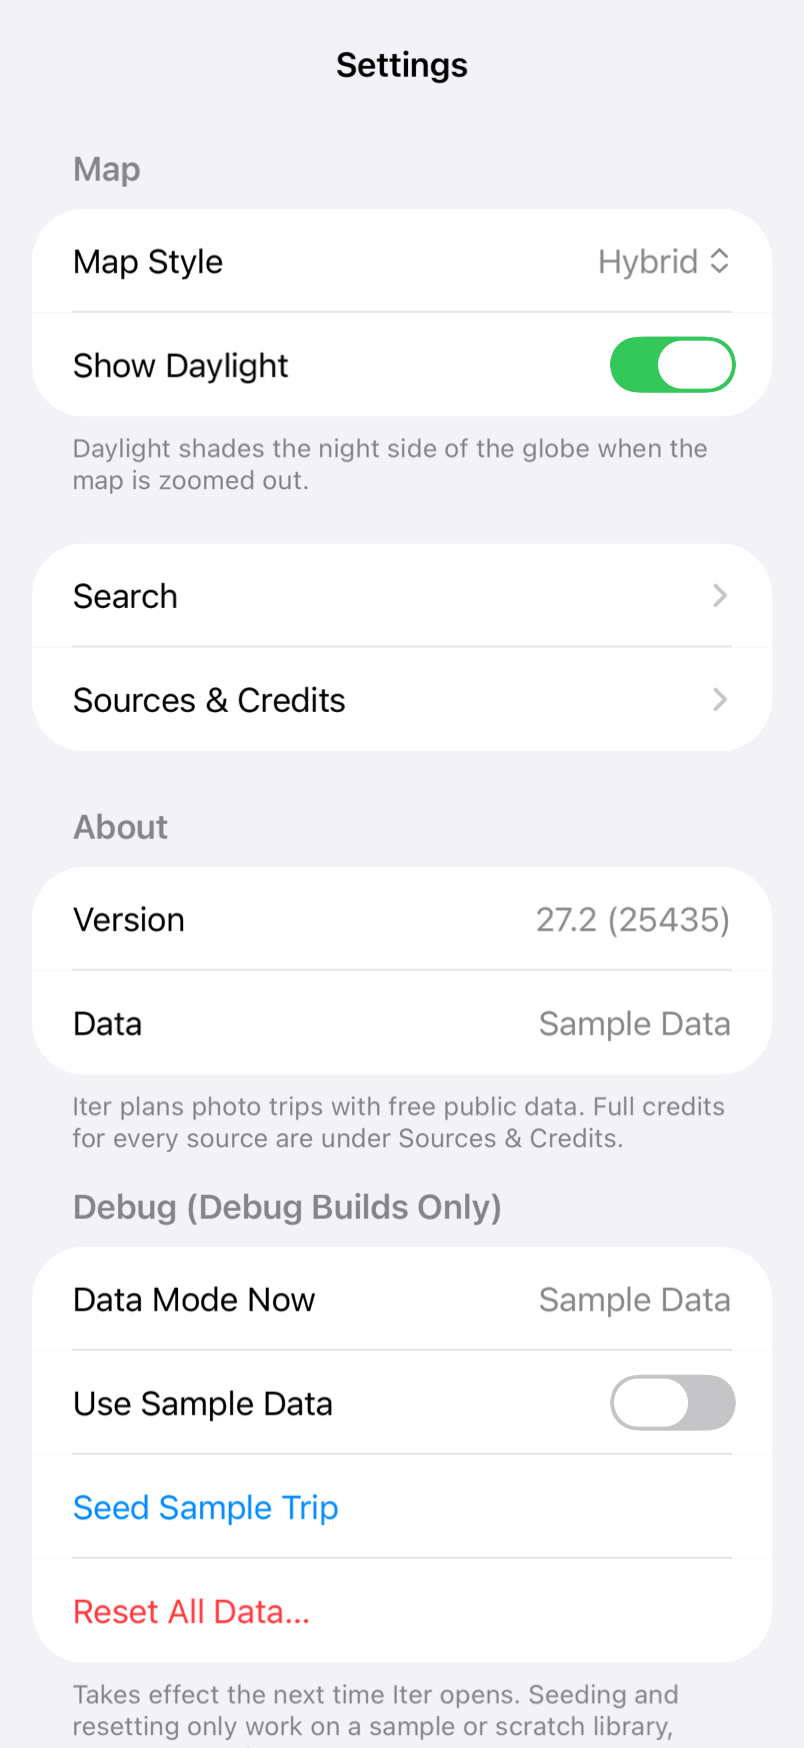 Settings
Map
Map Style Hybrid
Show Daylight
Daylight shades the night side of the globe when the
map is zoomed out.
Search
Sources & Credits
About
Version 27.2 (25435)
Data Sample Data
Iter plans photo trips with free public data. Full credits
for every source are under Sources & Credits.
Debug (Debug Builds Only)
Data Mode Now Sample Data
Use Sample Data
Seed Sample Trip
Reset All Data...
Takes effect the next time Iter opens. Seeding and
resetting only work on a sample or scratch library,